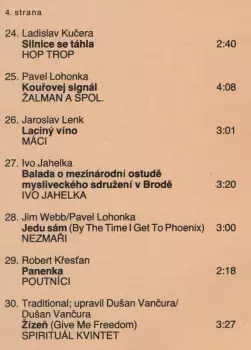 4. strana
24. Ladislav Kučera
Silnice se táhla 2:40
HOP TROP
25. Pavel Lohonka
Kouřovej signál 4:08
ŽALMAN A SPOL.
26. Jaroslav Lenk
Laciný víno 3:01
MÁCI
27. Ivo Jahelka
Balada o mezinárodní ostudě
mysliveckého sdružení v Brodě 3:20
IVO JAHELKA
28. Jim Webb/Pavel Lohonka
Jedu sám (By The Time I Get To Phoenix) 3:00
NEZMAŘI
29. Robert Křesťan
Panenka 2:18
POUTNÍCI
30. Traditional; upravil Dušan Vančura/
Dušan Vančura
Žízeň (Give Me Freedom) 3:27
SPIRITUÁL KVINTET